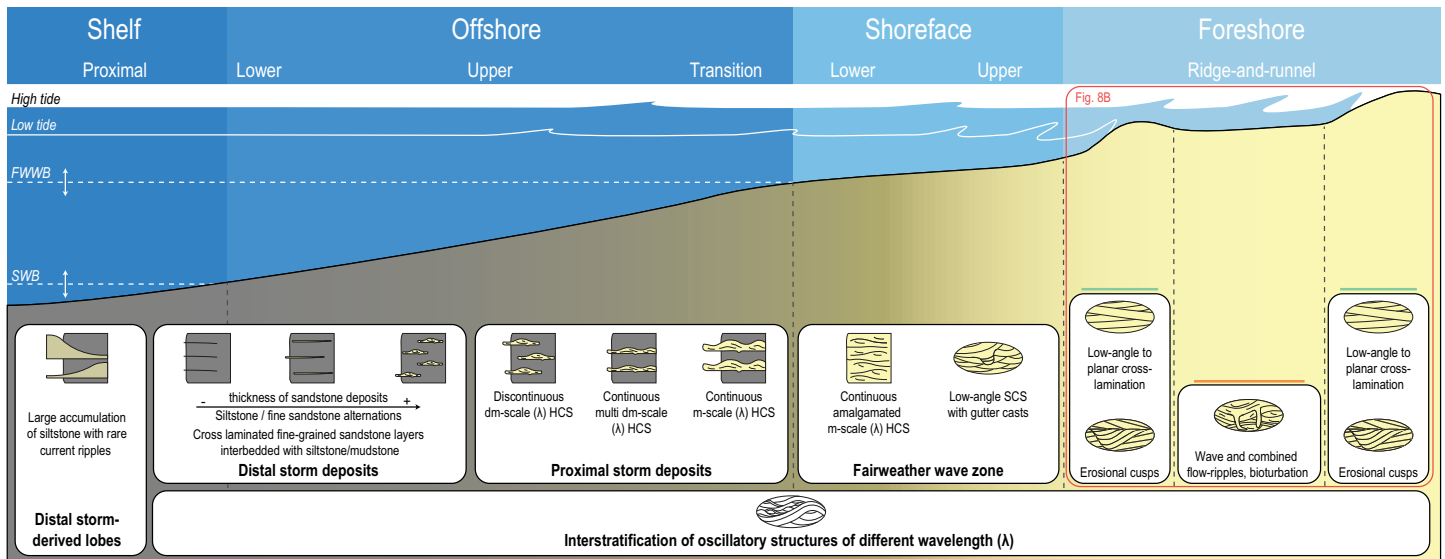 Shelf
Offshore
Shoreface
Foreshore
Proximal
Lower
Upper
Transition
Lower
Upper
Ridge-and-runnel
High tide
Fig. 8B
Low tide
FWWB
SWB
Large accumulation
of siltstone with rare
current ripples
Distal storm-
derived lobes
- thickness of sandstone deposits +
Siltstone / fine sandstone alternations
Cross laminated fine-grained sandstone layers
interbedded with siltstone/mudstone
Distal storm deposits
Discontinuous
dm-scale (λ) HCS
Continuous
multi dm-scale
(λ) HCS
Continuous
m-scale (λ) HCS
Proximal storm deposits
Continuous
amalgamated
m-scale (λ) HCS
Low-angle SCS
with gutter casts
Fairweather wave zone
Low-angle to
planar cross-
lamination
Erosional cusps
Wave and combined
flow-ripples, bioturbation
Low-angle to
planar cross-
lamination
Erosional cusps
Interstratification of oscillatory structures of different wavelength (λ)